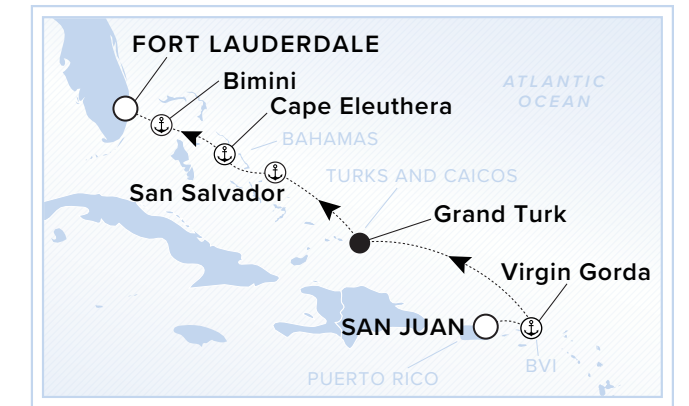 FORT LAUDERDALE
Bimini
ATLANTIC
OCEAN
Cape Eleuthera
BAHAMAS
TURKS AND CAICOS
San Salvador
Grand Turk
Virgin Gorda
SAN JUAN
BVI
PUERTO RICO